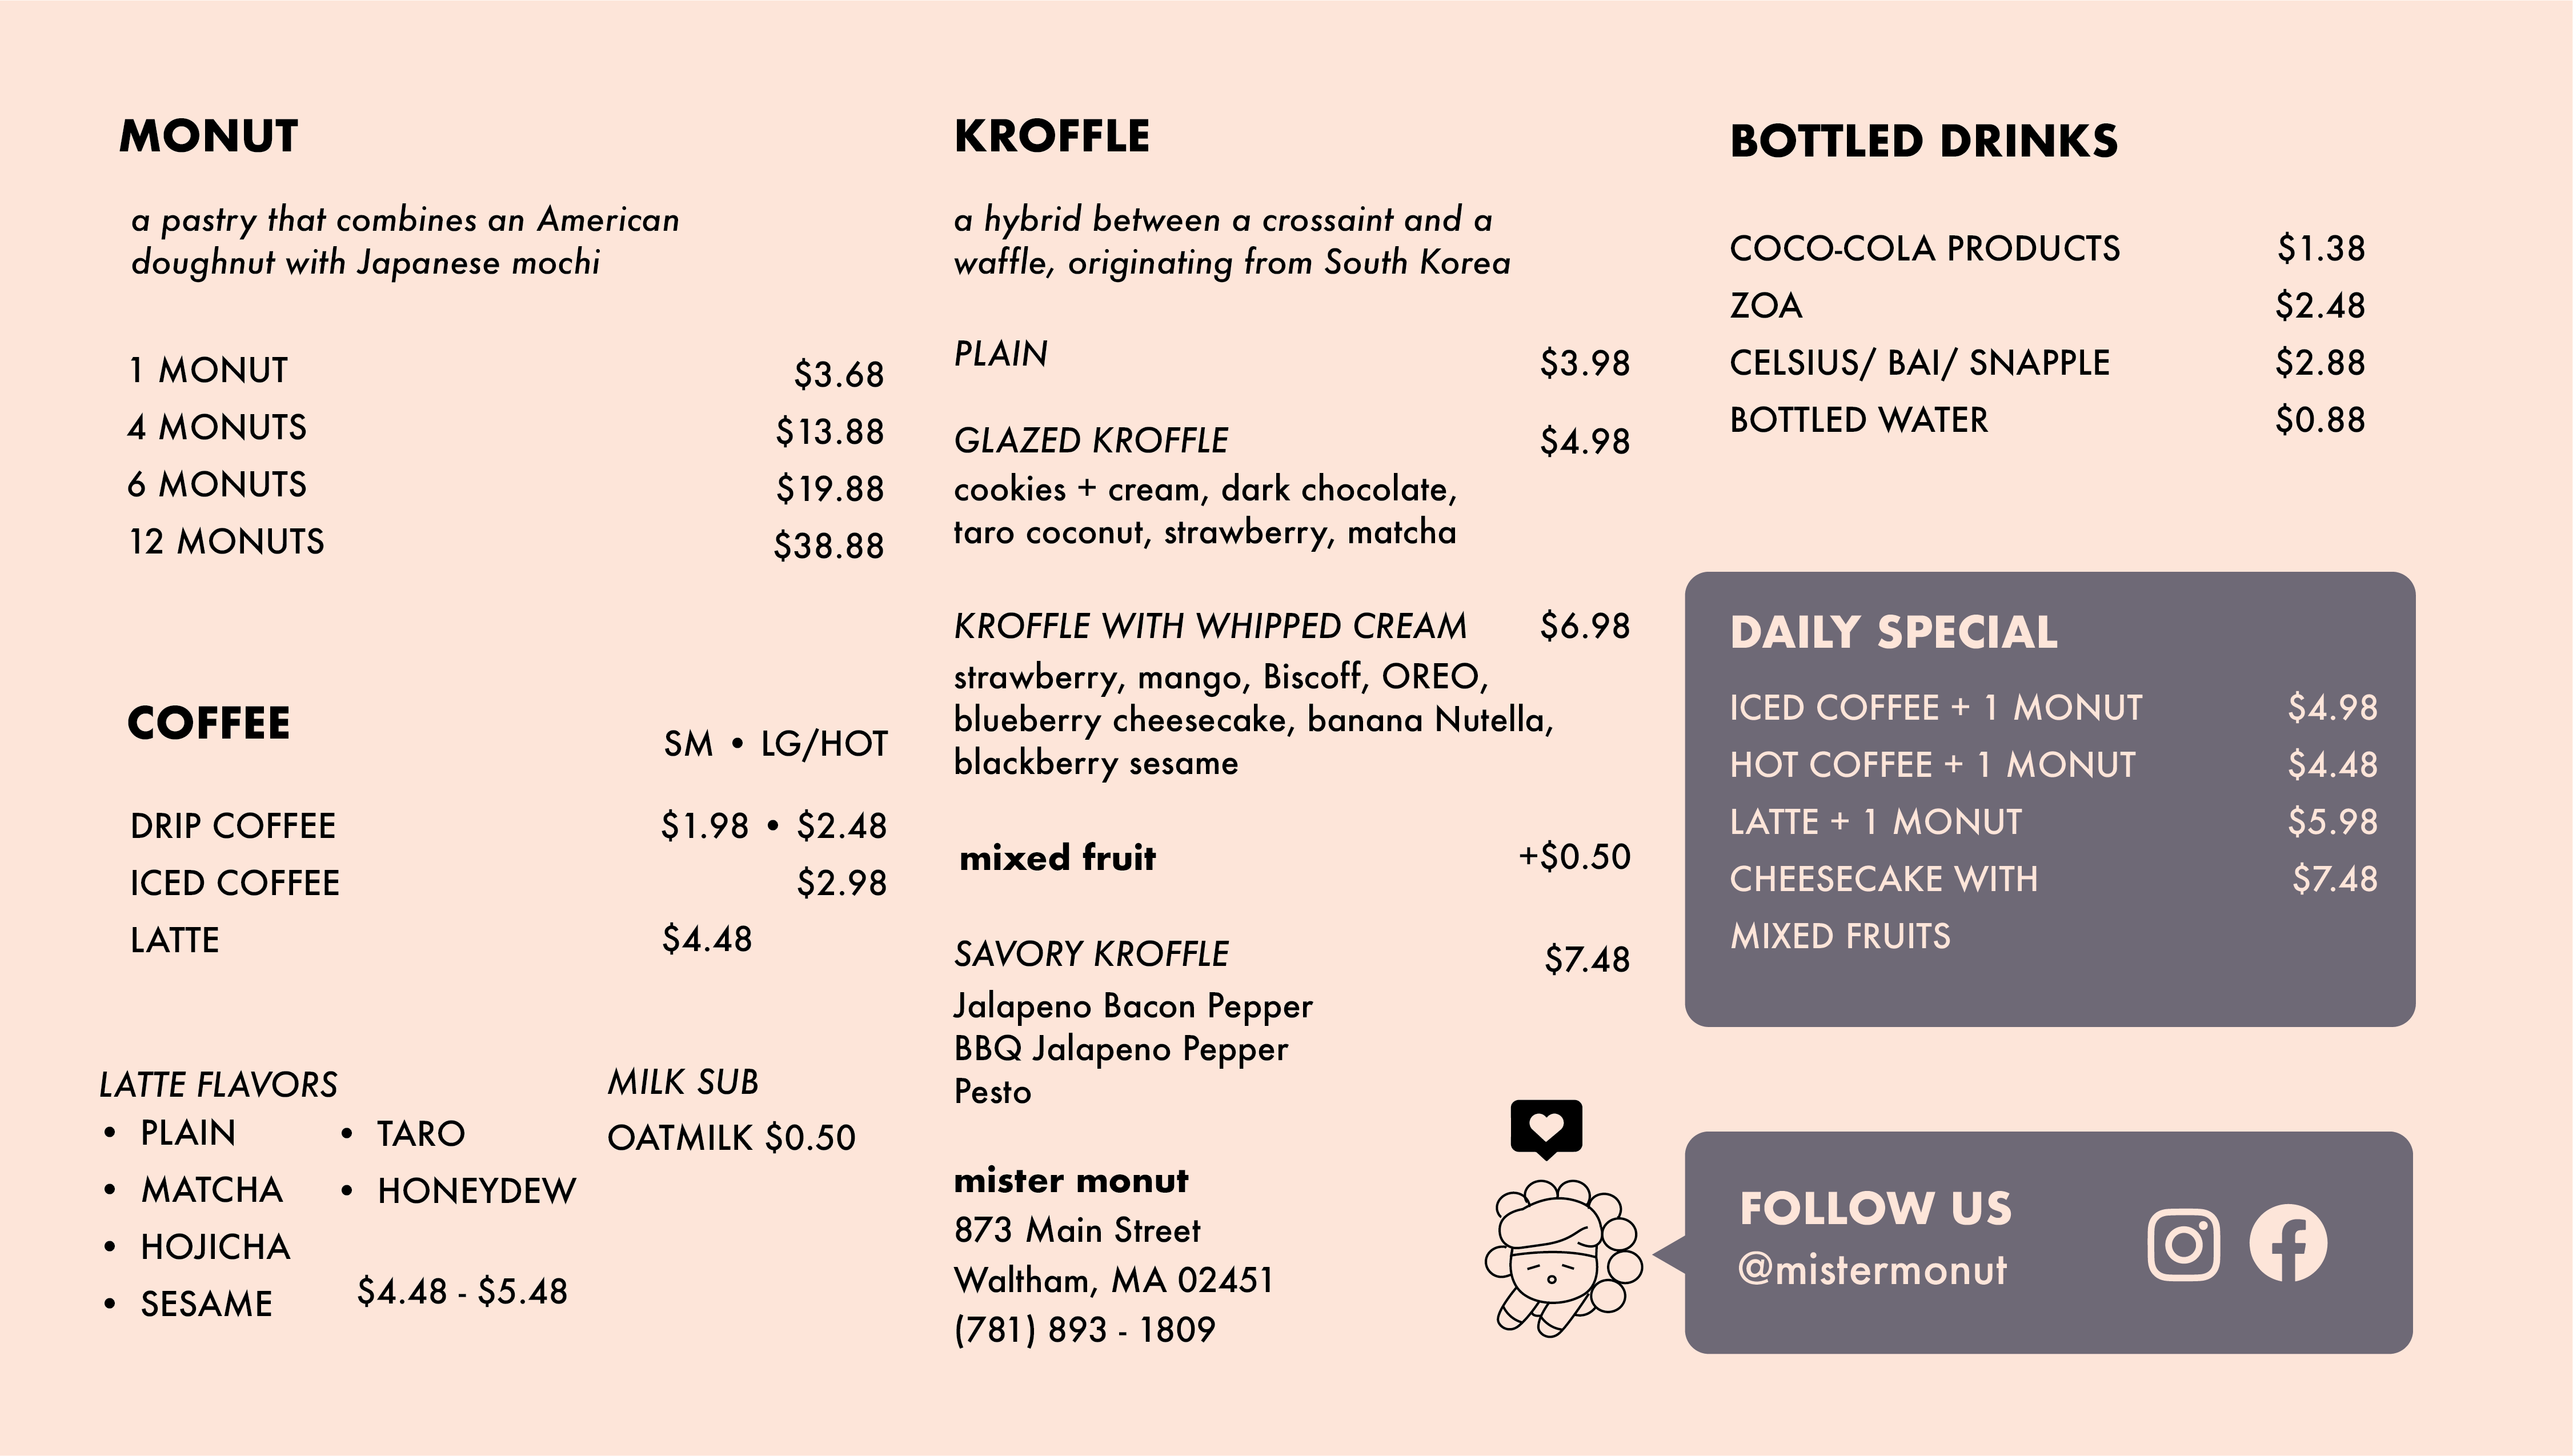 MONUT
a pastry that combines an American
doughnut with Japanese mochi
1 MONUT $3.68
4 MONUTS $13.88
6 MONUTS $19.88
12 MONUTS $38.88
COFFEE
SM • LG/HOT
DRIP COFFEE $1.98 • $2.48
ICED COFFEE $2.98
LATTE $4.48
LATTE FLAVORS
• PLAIN
• MATCHA
• HOJICHA
• SESAME
• TARO
• HONEYDEW
$4.48 - $5.48
MILK SUB
OATMILK $0.50
KROFFLE
a hybrid between a crossaint and a
waffle, originating from South Korea
PLAIN $3.98
GLAZED KROFFLE $4.98
cookies + cream, dark chocolate,
taro coconut, strawberry, matcha
KROFFLE WITH WHIPPED CREAM $6.98
strawberry, mango, Biscoff, OREO,
blueberry cheesecake, banana Nutella,
blackberry sesame
mixed fruit +$0.50
SAVORY KROFFLE $7.48
Jalapeno Bacon Pepper
BBQ Jalapeno Pepper
Pesto
mister monut
873 Main Street
Waltham, MA 02451
(781) 893 - 1809
BOTTLED DRINKS
COCO-COLA PRODUCTS $1.38
ZOA $2.48
CELSIUS/ BAI/ SNAPPLE $2.88
BOTTLED WATER $0.88
DAILY SPECIAL
ICED COFFEE + 1 MONUT $4.98
HOT COFFEE + 1 MONUT $4.48
LATTE + 1 MONUT $5.98
CHEESECAKE WITH $7.48
MIXED FRUITS
FOLLOW US
@mistermonut